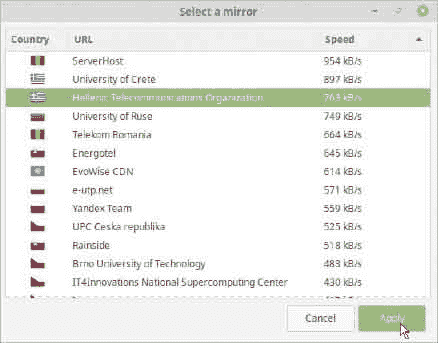 Select a mirror
Country URL Speed
ServerHost 954 kB/s
University of Crete 897 kB/s
Hellenic Telecommunications Organization 763 kB/s
University of Ruse 749 kB/s
Telekom Romania 664 kB/s
Energotel 645 kB/s
EvoWise CDN 614 kB/s
e-utp.net 571 kB/s
Yandex Team 559 kB/s
UPC Ceska republika 525 kB/s
Rainside 518 kB/s
Brno University of Technology 483 kB/s
IT4Innovations National Supercomputing Center 430 kB/s
Cancel Apply